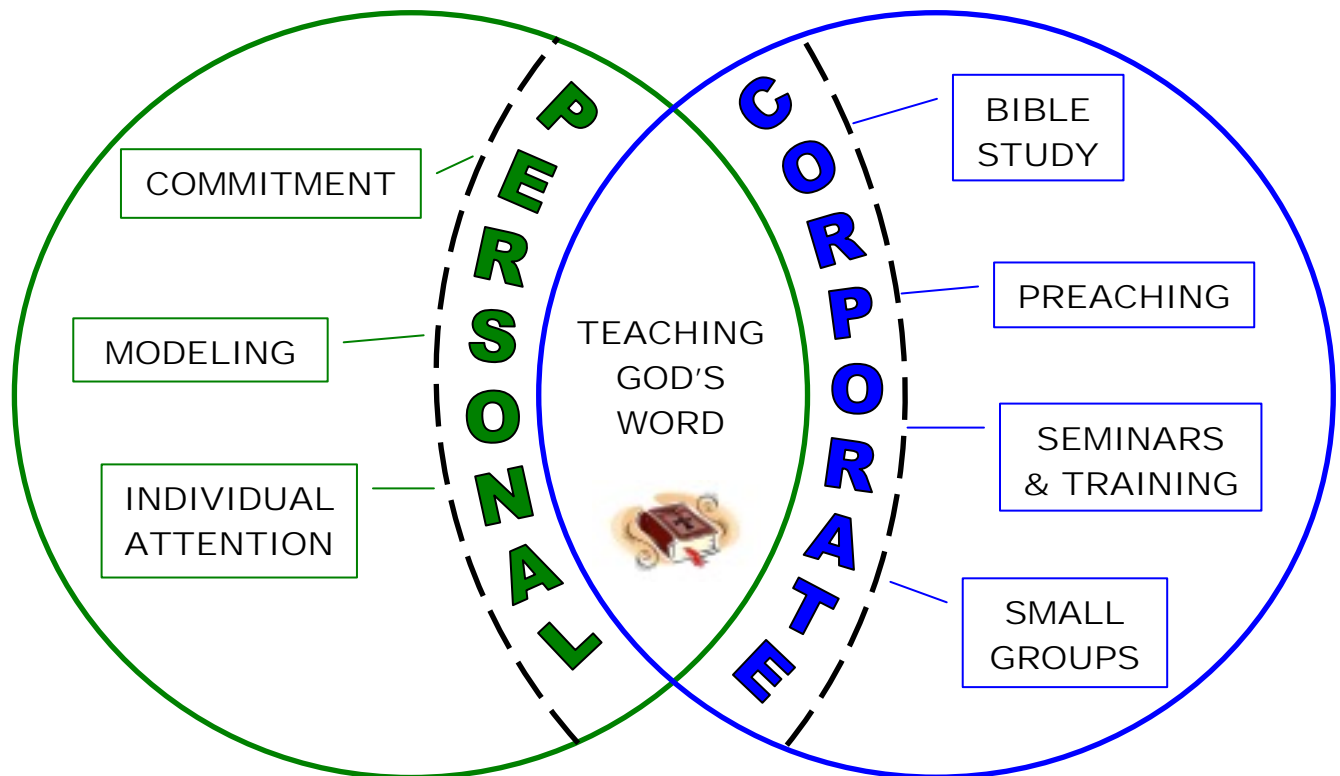 PERSONAL
COMMITMENT
MODELING
INDIVIDUAL
ATTENTION
TEACHING
GOD'S
WORD
CORPORATE
BIBLE
STUDY
PREACHING
SEMINARS
& TRAINING
SMALL
GROUPS